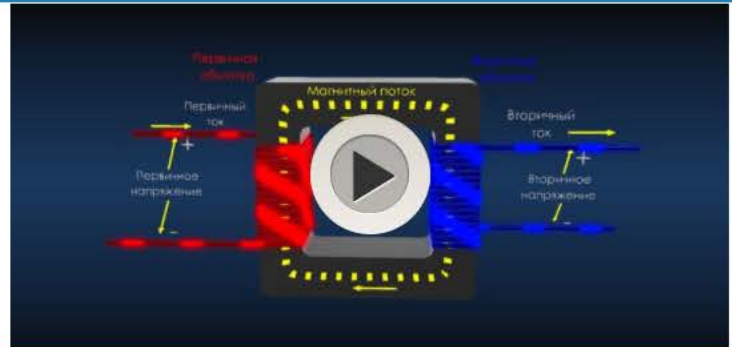 Первичная
обмотка
Магнитный поток
Первичный
ток
+
Первичное
напряжение
-
Вторичный
ток
+
Вторичное
напряжение
-